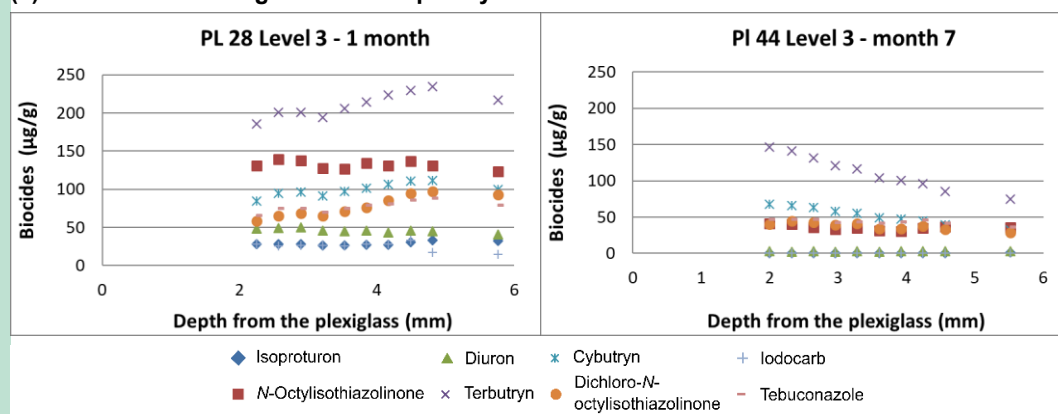 PL 28 Level 3 - 1 month
250
200
150
100
50
0
Biocides (µg/g)
0 2 4 6
Depth from the plexiglass (mm)
Pl 44 Level 3 - month 7
250
200
150
100
50
0
Biocides (µg/g)
0 1 2 3 4 5 6
Depth from the plexiglass (mm)
Isoproturon
Diuron
Cybutryn
Iodocarb
N-Octylisothiazolinone
Terbutryn
Dichloro-N-
octylisothiazolinone
Tebuconazole